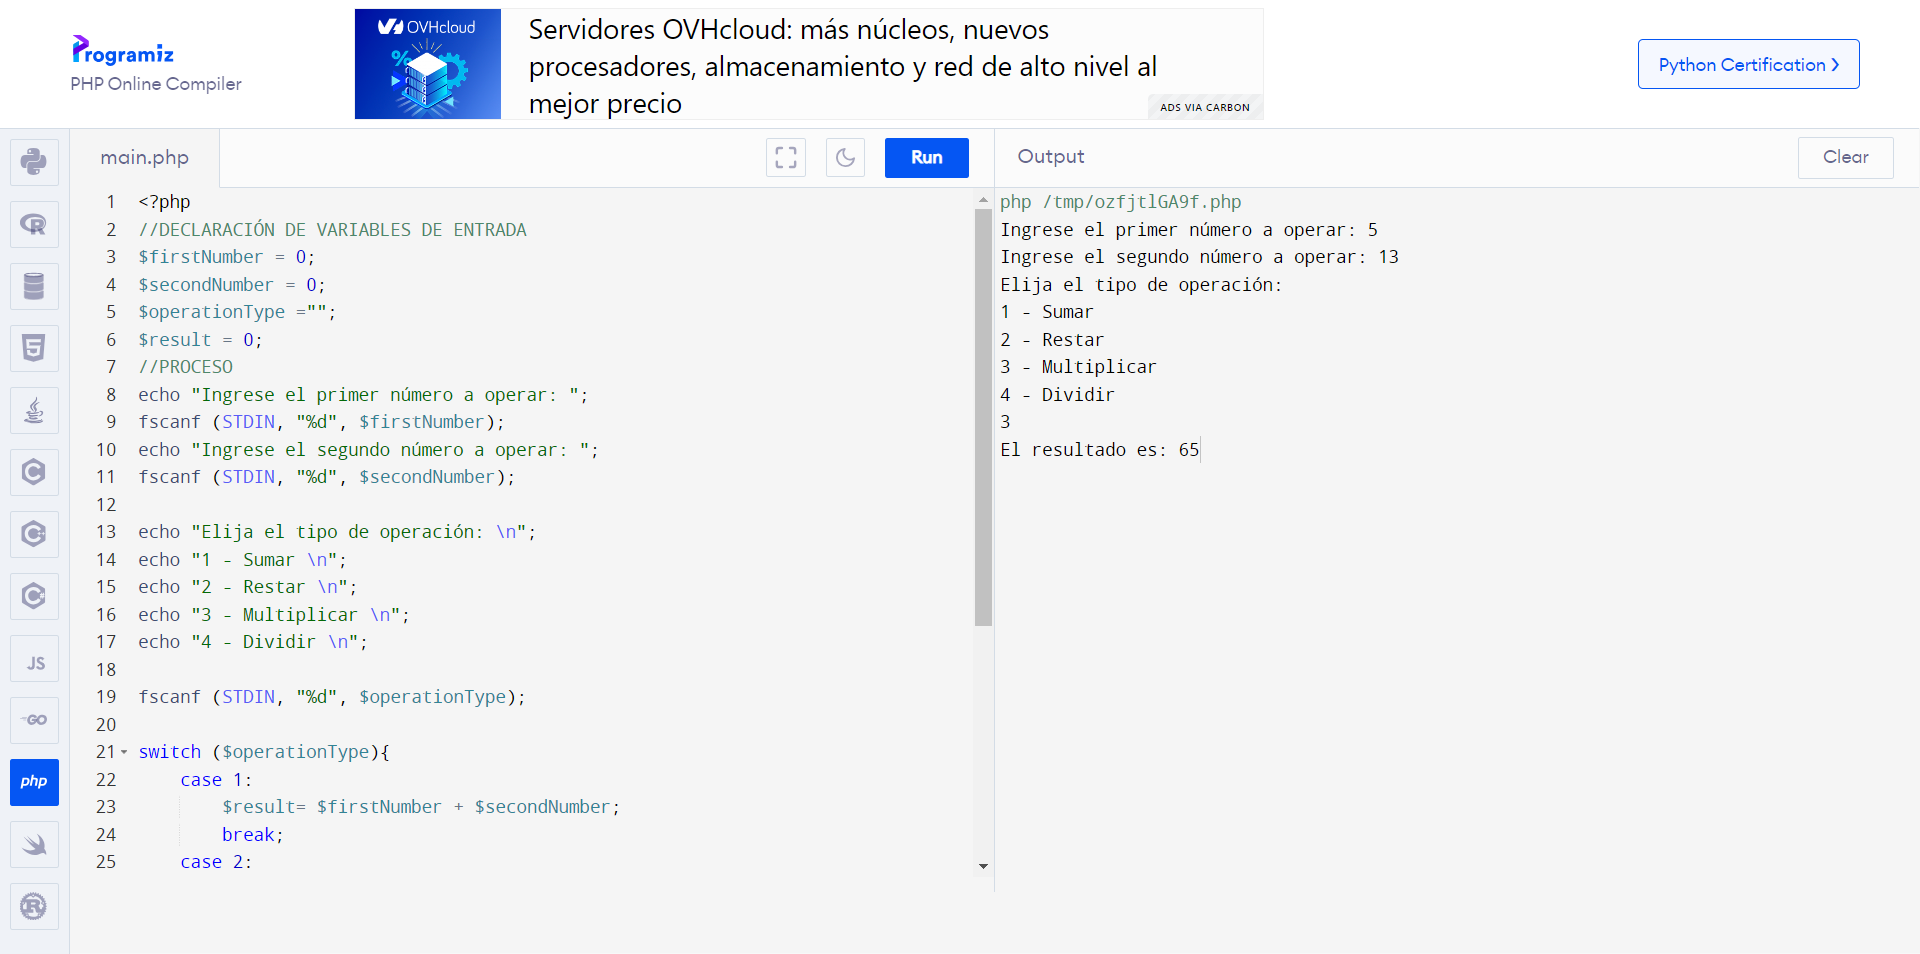 Programiz
PHP Online Compiler
OVHcloud
%
Servidores OVHcloud: más núcleos, nuevos
procesadores, almacenamiento y red de alto nivel al
mejor precio
ADS VIA CARBON
Python Certification
main.php
Run
Output
Clear
1 <?php
2 //DECLARACIÓN DE VARIABLES DE ENTRADA
3 $firstNumber = 0;
4 $secondNumber = 0;
5 $operationType ="";
6 $result = 0;
7 //PROCESO
8 echo "Ingrese el primer número a operar: ";
9 fscanf (STDIN, "%d", $firstNumber);
10 echo "Ingrese el segundo número a operar: ";
11 fscanf (STDIN, "%d", $secondNumber);
12
13 echo "Elija el tipo de operación: \n";
14 echo "1 - Sumar \n";
15 echo "2 - Restar \n";
16 echo "3 - Multiplicar \n";
17 echo "4 - Dividir \n";
18
19 fscanf (STDIN, "%d", $operationType);
20
21 switch ($operationType){
22 case 1:
23 $result= $firstNumber + $secondNumber;
24 break;
25 case 2:
php /tmp/ozfjtlGA9f.php
Ingrese el primer número a operar: 5
Ingrese el segundo número a operar: 13
Elija el tipo de operación:
1 - Sumar
2 - Restar
3 - Multiplicar
4 - Dividir
3
El resultado es: 65
R
5
C
C
C
JS
GO
php
R